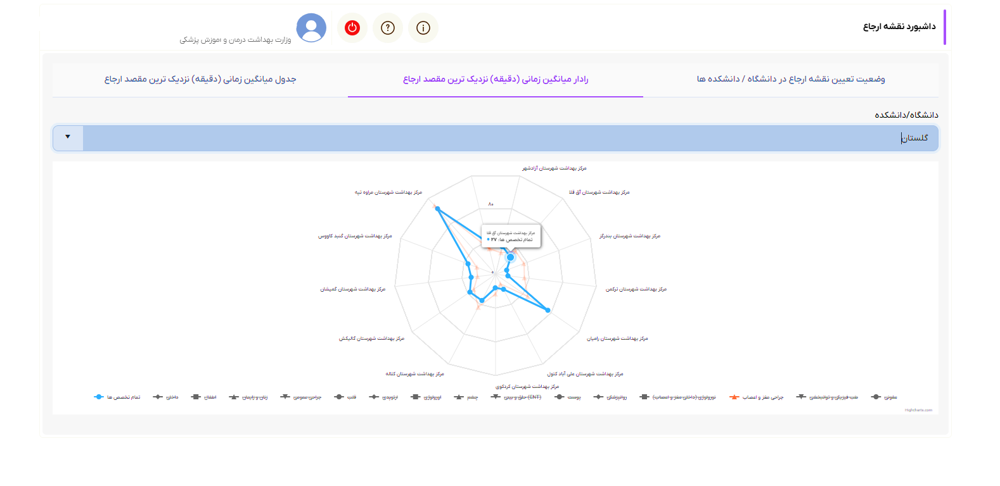 داشبورد نقشه ارجاع
وزارت بهداشت درمان و آموزش پزشکی
وضعیت تعیین نقشه ارجاع در دانشگاه / دانشکده ها
رادار میانگین زمانی (دقیقه) نزدیک ترین مقصد ارجاع
جدول میانگین زمانی (دقیقه) نزدیک ترین مقصد ارجاع
دانشگاه/دانشکده
گلستان
مرکز بهداشت شهرستان آزادشهر
مرکز بهداشت شهرستان آق قلا
مرکز بهداشت شهرستان مراوه تپه
۸۰
مرکز بهداشت شهرستان آق قلا
تمام تخصص ها: ۲۷
مرکز بهداشت شهرستان بندرگز
مرکز بهداشت شهرستان گنبد کاووس
۰
مرکز بهداشت شهرستان ترکمن
مرکز بهداشت شهرستان گمیشان
مرکز بهداشت شهرستان رامیان
مرکز بهداشت شهرستان گالیکش
مرکز بهداشت شهرستان علی آباد کتول
مرکز بهداشت شهرستان کلاله
مرکز بهداشت شهرستان کردکوی
عفونی
طب فیزیکی و توانبخشی
جراحی مغز و اعصاب
نورولوژی (داخلی مغز و اعصاب)
روانپزشکی
پوست
(ENT) حلق و بینی
چشم
اورولوژی
ارتوپدی
قلب
جراحی عمومی
زنان و زایمان
اطفال
داخلی
تمام تخصص ها
Highcharts.com